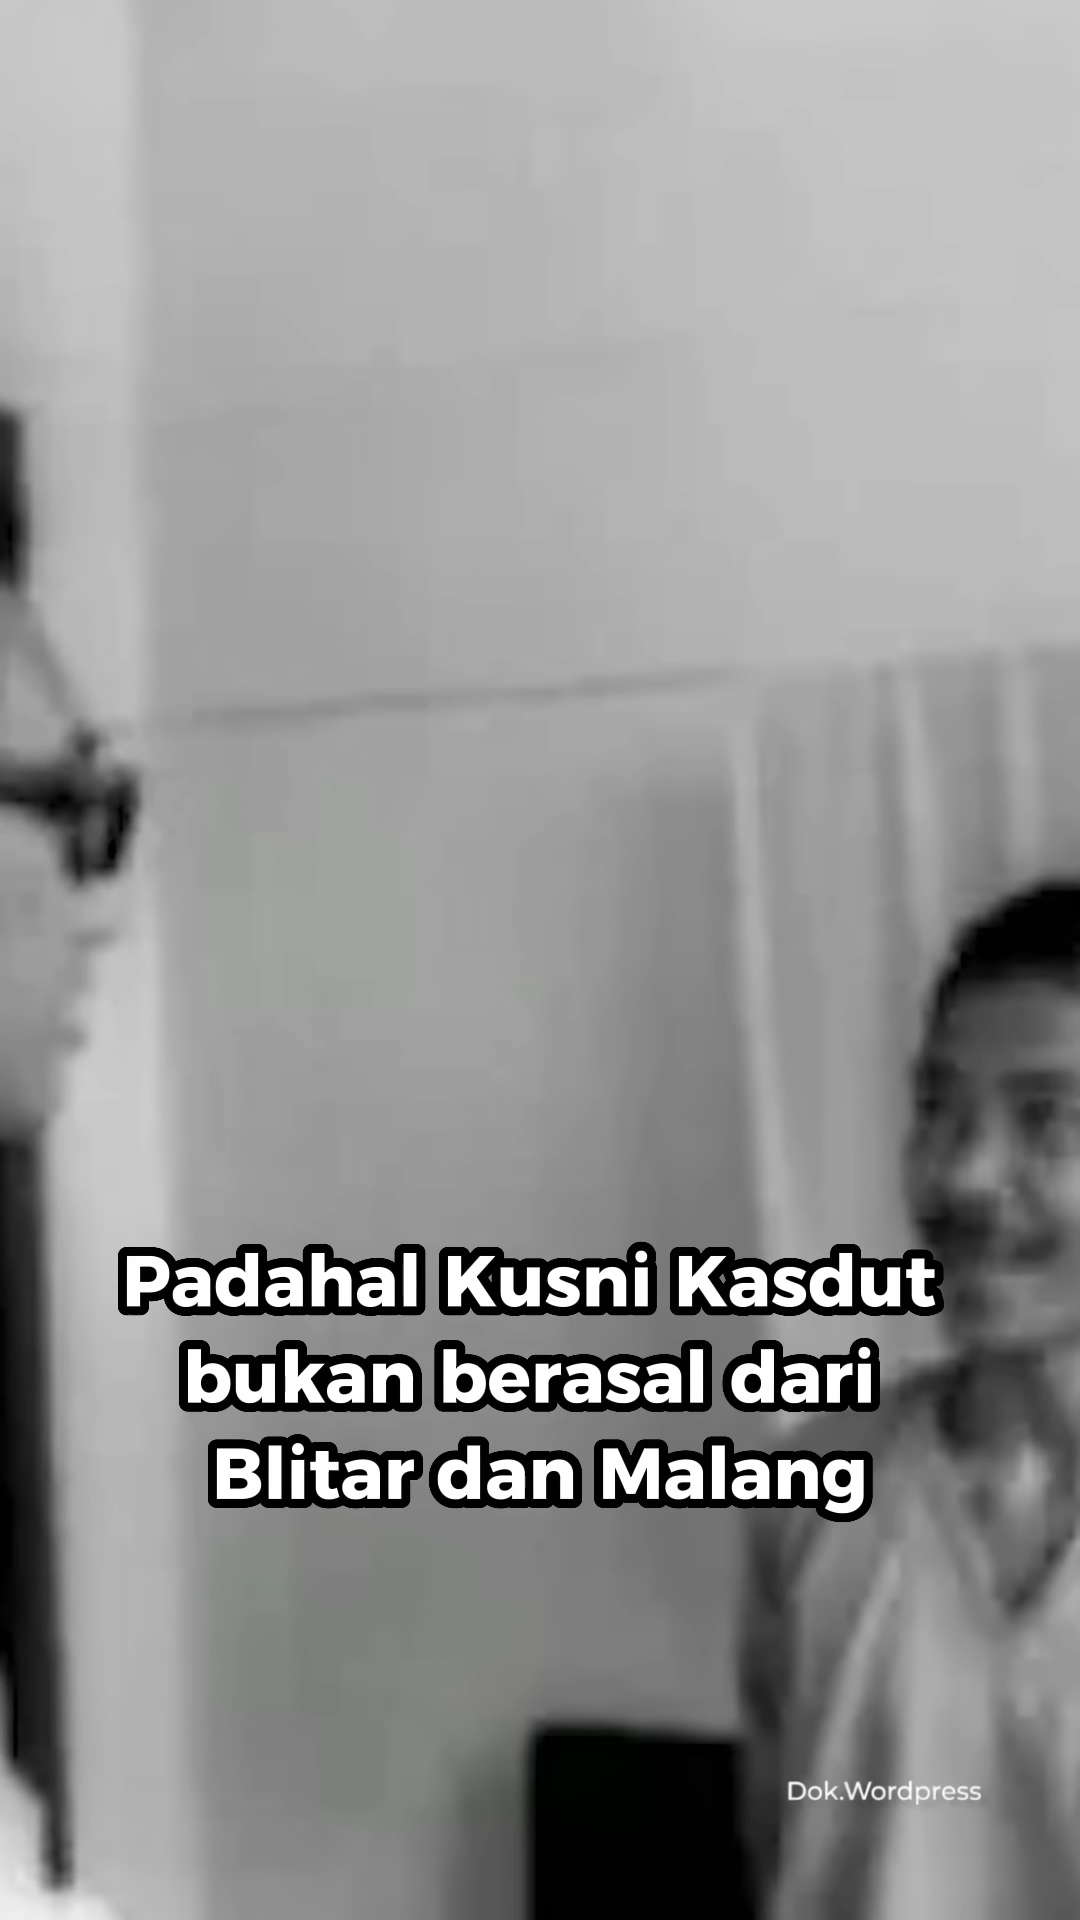 Padahal Kusni Kasdut
bukan berasal dari
Blitar dan Malang
Dok.Wordpress